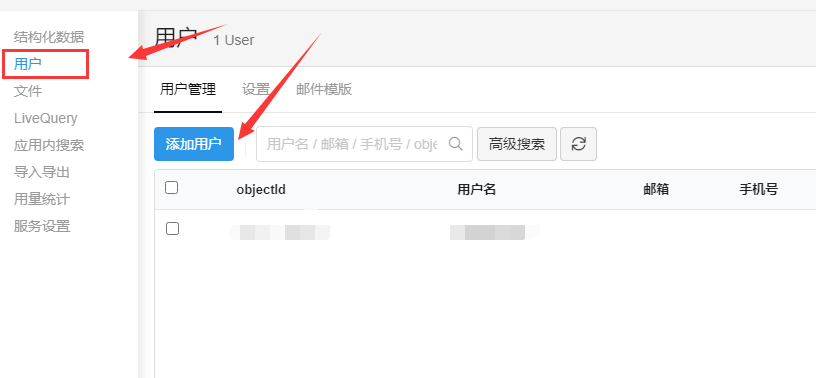 结构化数据
用户
文件
LiveQuery
应用内搜索
导入导出
用量统计
服务设置
用户 1 User
用户管理 设置 邮件模版
添加用户 用户名 / 邮箱 / 手机号 / obje 高级搜索
objectId 用户名 邮箱 手机号